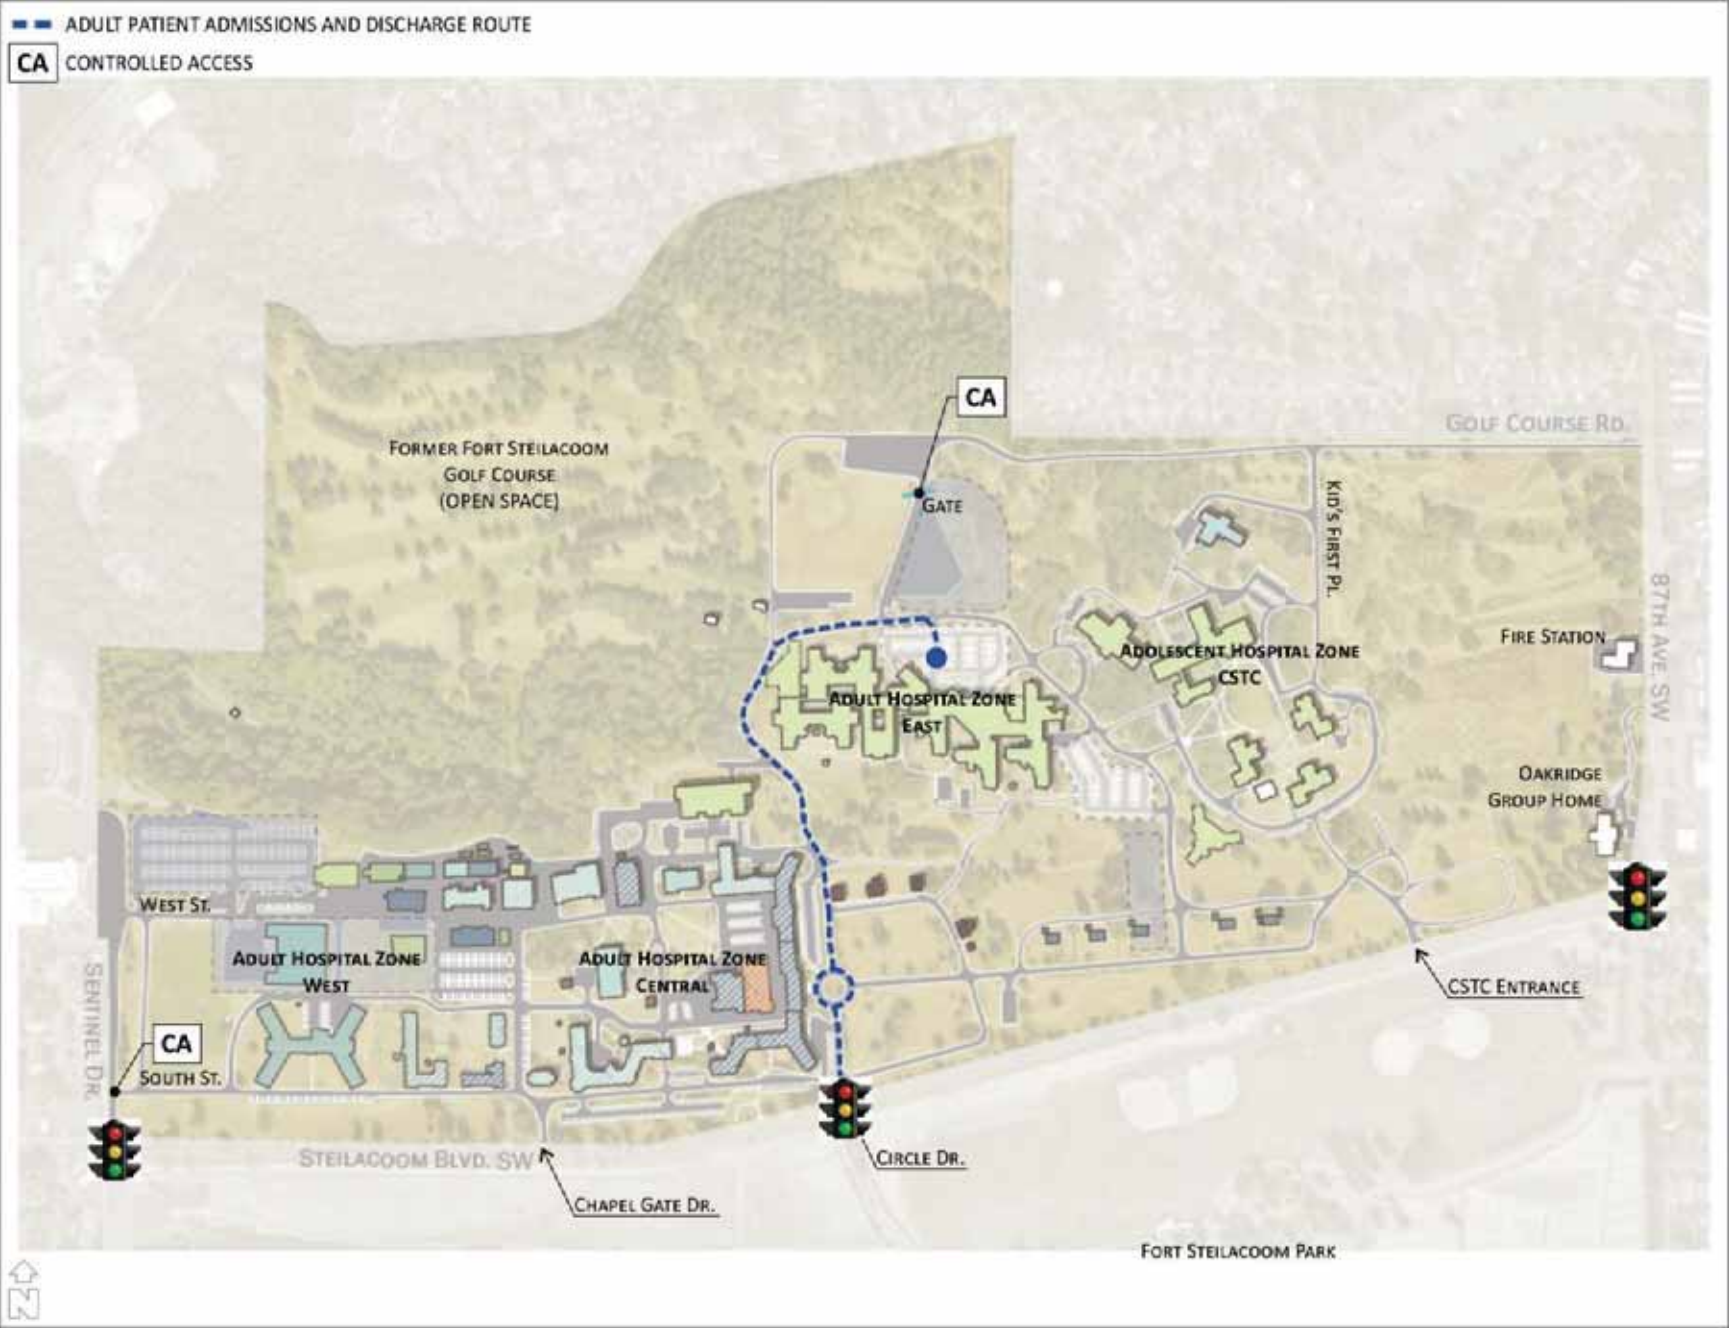 ADULT PATIENT ADMISSIONS AND DISCHARGE ROUTE
CA CONTROLLED ACCESS
CA
GOLF COURSE RD.
FORMER FORT STEILACOOM
GOLF COURSE
(OPEN SPACE)
GATE
KID'S FIRST PL.
87TH AVE. SW
FIRE STATION
ADOLESCENT HOSPITAL ZONE
CSTC
ADULT HOSPITAL ZONE
EAST
OAKRIDGE
GROUP HOME
WEST ST.
ADULT HOSPITAL ZONE
WEST
ADULT HOSPITAL ZONE
CENTRAL
CSTC ENTRANCE
SENTINEL DR.
CA
SOUTH ST.
STEILACOOM BLVD. SW
CIRCLE DR.
CHAPEL GATE DR.
FORT STEILACOOM PARK
N